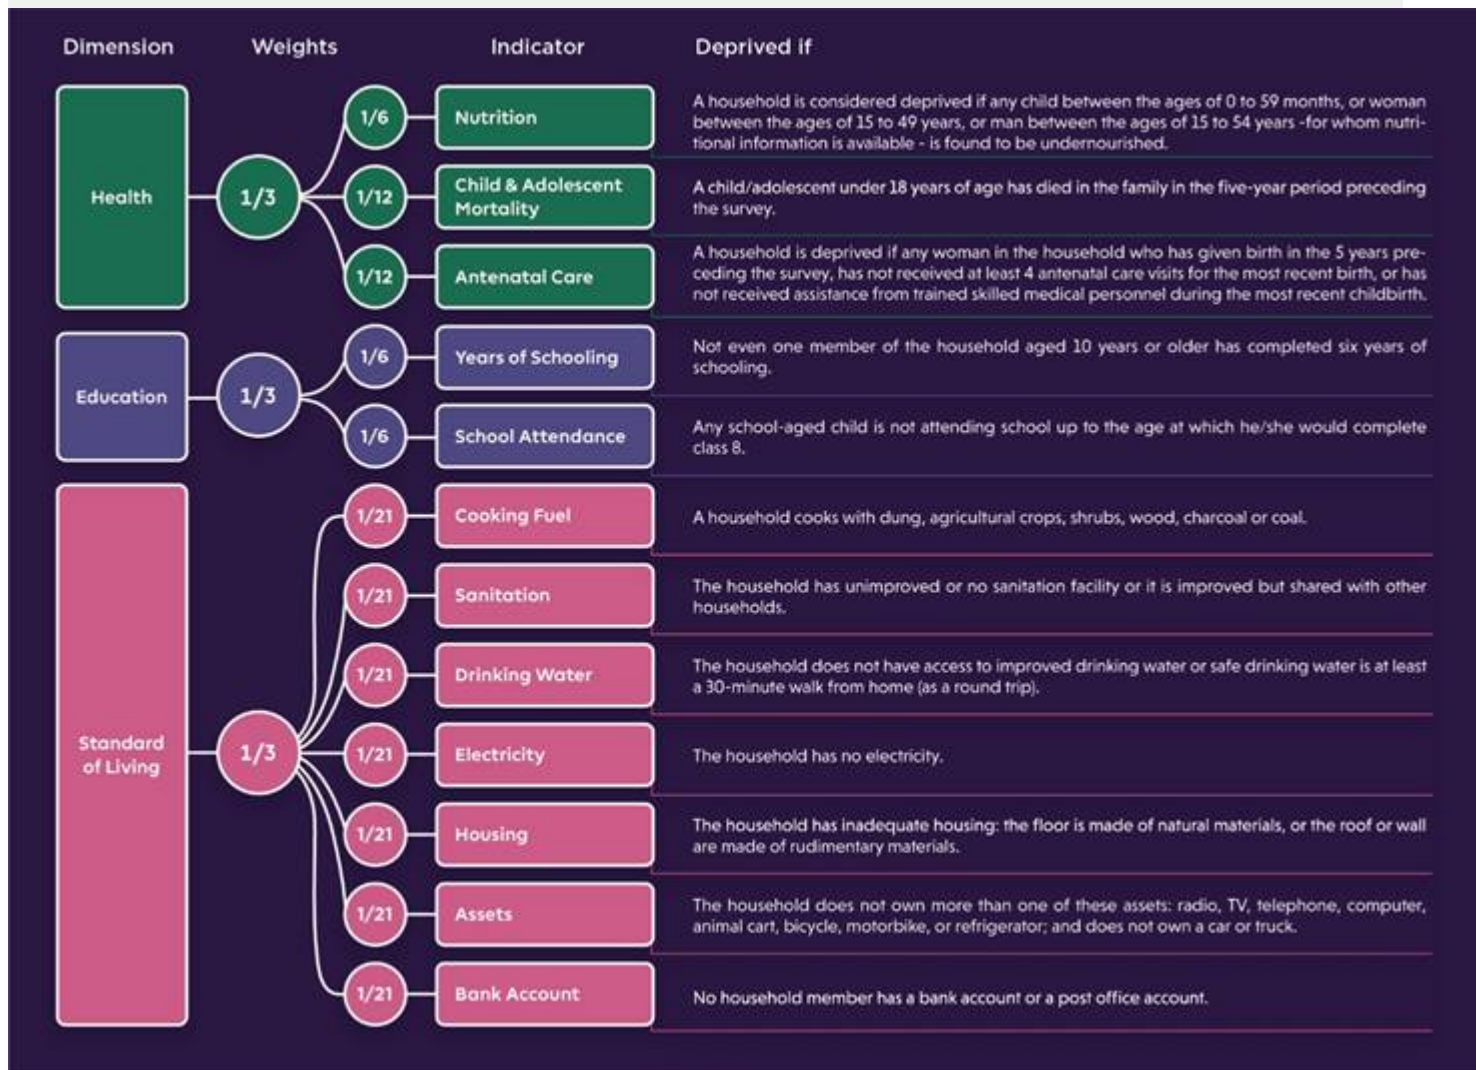 Dimension Weights Indicator Deprived if
Health
1/3
1/6
Nutrition
A household is considered deprived if any child between the ages of 0 to 59 months, or woman
between the ages of 15 to 49 years, or man between the ages of 15 to 54 years -for whom nutri-
tional information is available - is found to be undernourished.
1/12
Child & Adolescent
Mortality
A child/adolescent under 18 years of age has died in the family in the five-year period preceding
the survey.
1/12
Antenatal Care
A household is deprived if any woman in the household who has given birth in the 5 years pre-
ceding the survey, has not received at least 4 antenatal care visits for the most recent birth, or has
not received assistance from trained skilled medical personnel during the most recent childbirth.
Education
1/3
1/6
Years of Schooling
Not even one member of the household aged 10 years or older has completed six years of
schooling.
1/6
School Attendance
Any school-aged child is not attending school up to the age at which he/she would complete
class 8.
Standard
of Living
1/3
1/21
Cooking Fuel
A household cooks with dung, agricultural crops, shrubs, wood, charcoal or coal.
1/21
Sanitation
The household has unimproved or no sanitation facility or it is improved but shared with other
households.
1/21
Drinking Water
The household does not have access to improved drinking water or safe drinking water is at least
a 30-minute walk from home (as a round trip).
1/21
Electricity
The household has no electricity.
1/21
Housing
The household has inadequate housing: the floor is made of natural materials, or the roof or wall
are made of rudimentary materials.
1/21
Assets
The household does not own more than one of these assets: radio, TV, telephone, computer,
animal cart, bicycle, motorbike, or refrigerator; and does not own a car or truck.
1/21
Bank Account
No household member has a bank account or a post office account.